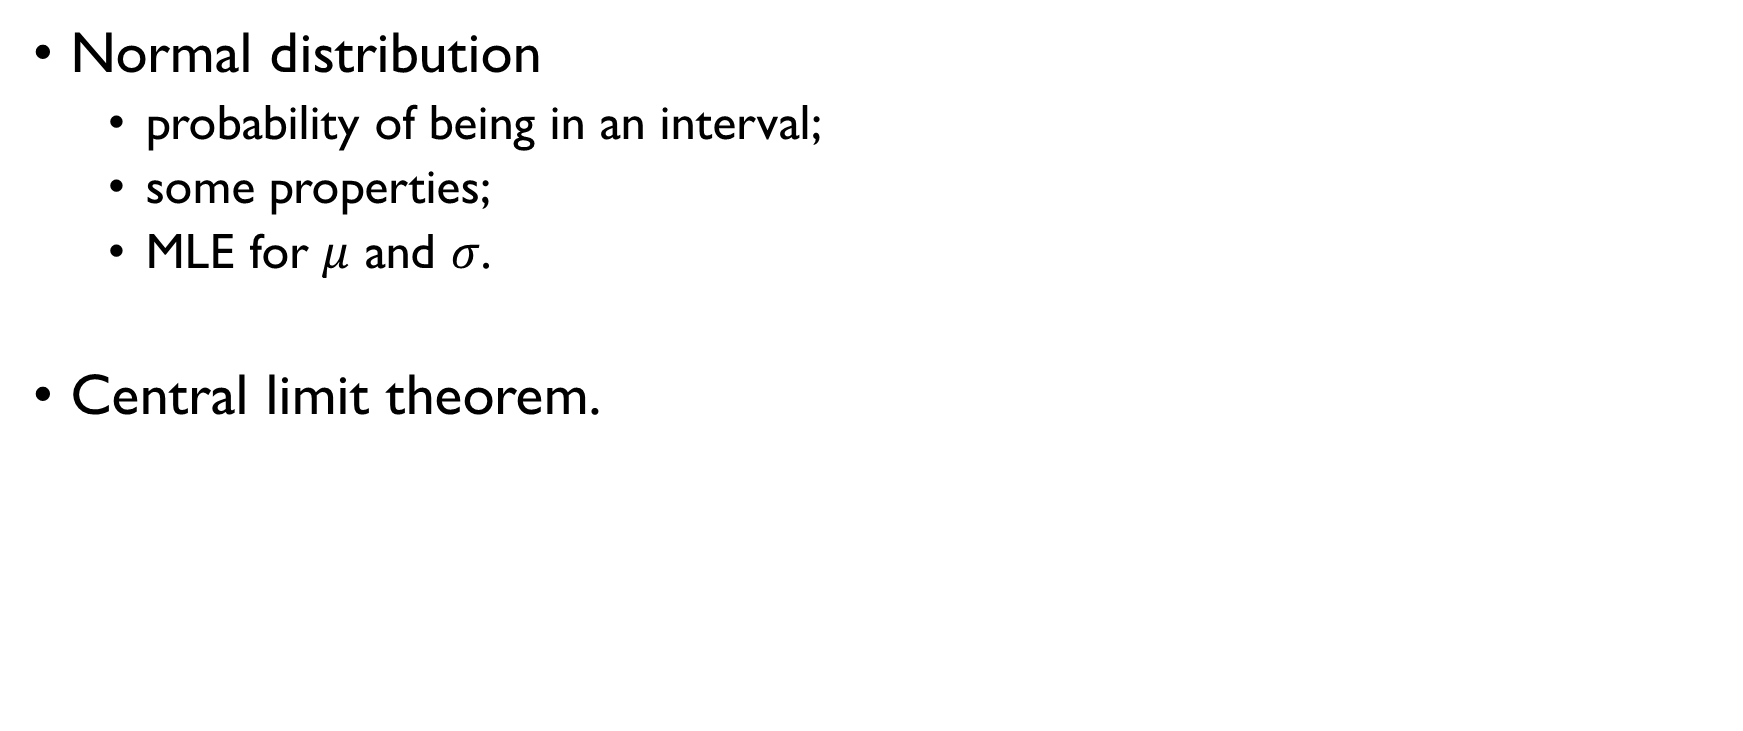 • Normal distribution
• probability of being in an interval;
• some properties;
• MLE for μ and σ.
• Central limit theorem.